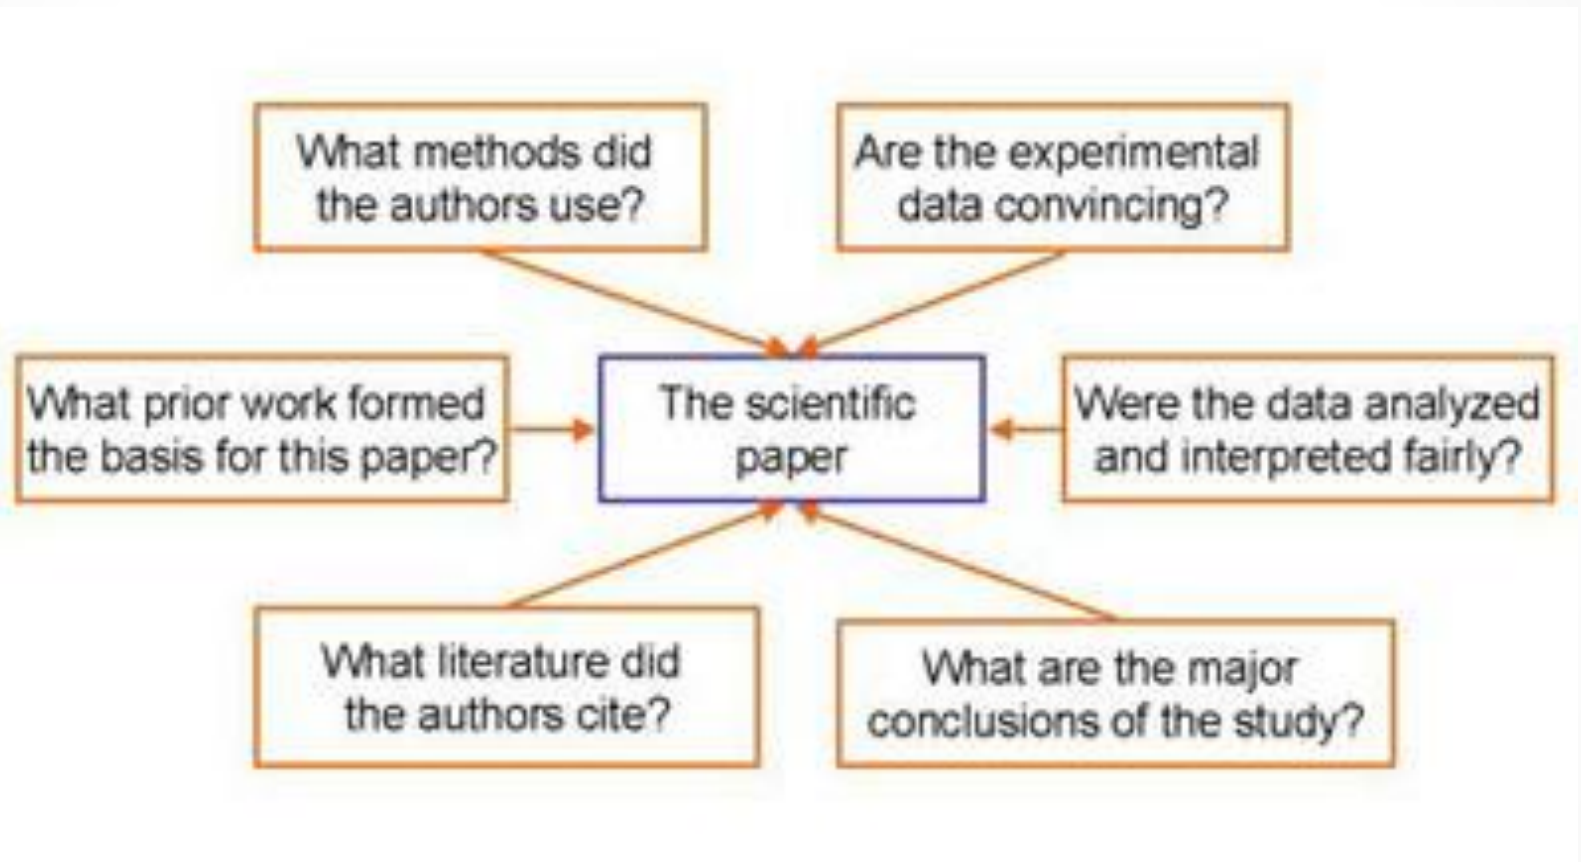 What methods did
the authors use?
Are the experimental
data convincing?
What prior work formed
the basis for this paper?
The scientific
paper
Were the data analyzed
and interpreted fairly?
What literature did
the authors cite?
What are the major
conclusions of the study?